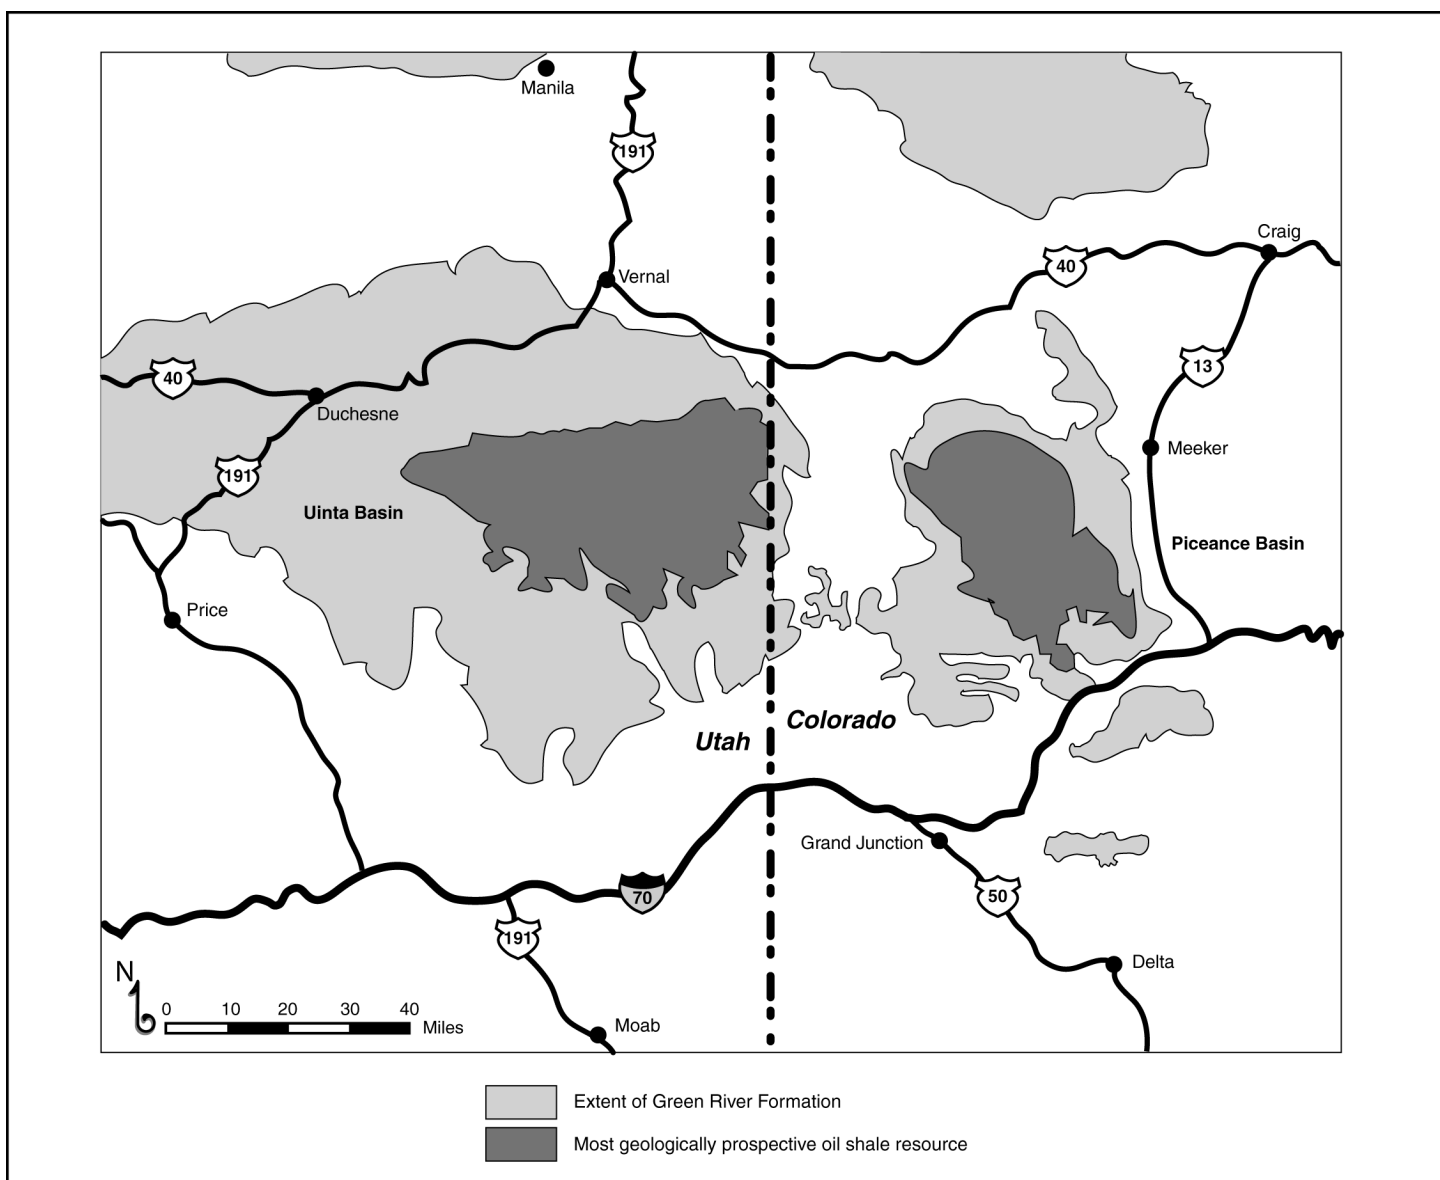 Manila
191
Craig
40
Vernal
13
40
Duchesne
Meeker
191
Uinta Basin
Piceance Basin
Price
Colorado
Utah
Grand Junction
70
50
191
Delta
N
0 10 20 30 40
Miles
Moab
Extent of Green River Formation
Most geologically prospective oil shale resource